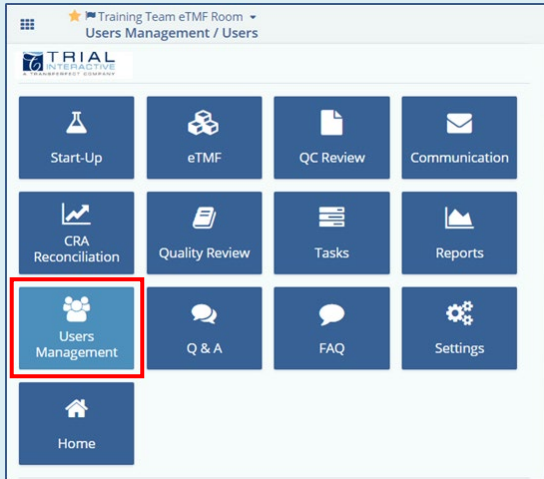 Training Team eTMF Room
Users Management / Users
TRIAL
INTERACTIVE
A TRANSPERFECT COMPANY
Start-Up
eTMF
QC Review
Communication
CRA
Reconciliation
Quality Review
Tasks
Reports
Users
Management
Q & A
FAQ
Settings
Home